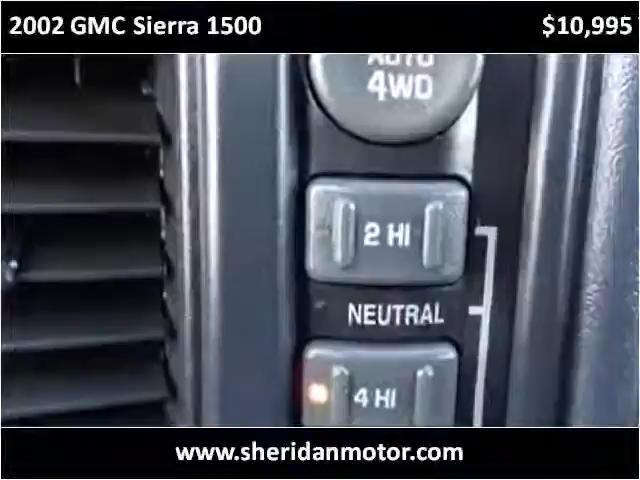 2002 GMC Sierra 1500 $10,995
AUTO
4WD
2 HI
NEUTRAL
4 HI
www.sheridanmotor.com